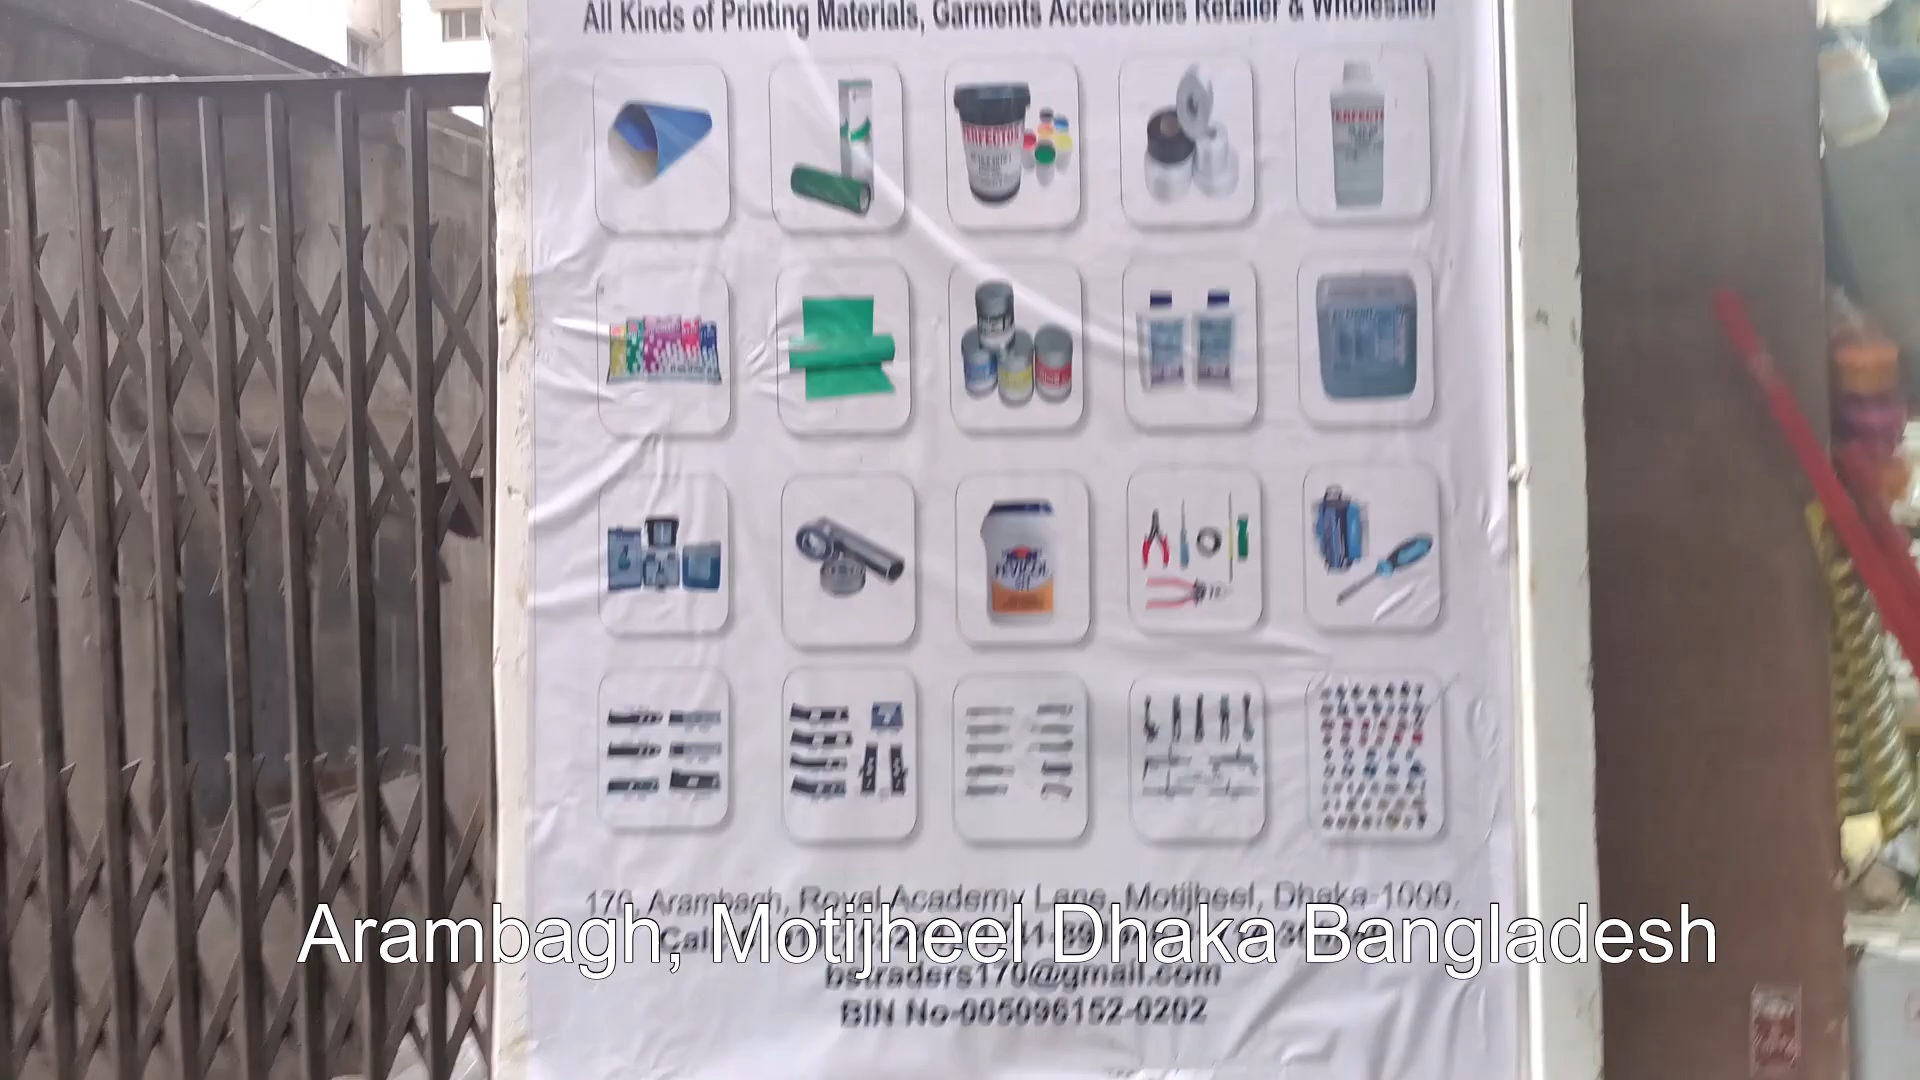 All Kinds of Printing Materials, Garments Accessories Retailer & Wholesaler
170, Arambagh, Royal Academy Lane, Motijheel, Dhaka-1000.
Arambagh, Motijheel Dhaka Bangladesh
Call
bstraders170@gmail.com
BIN No-005096152-0202